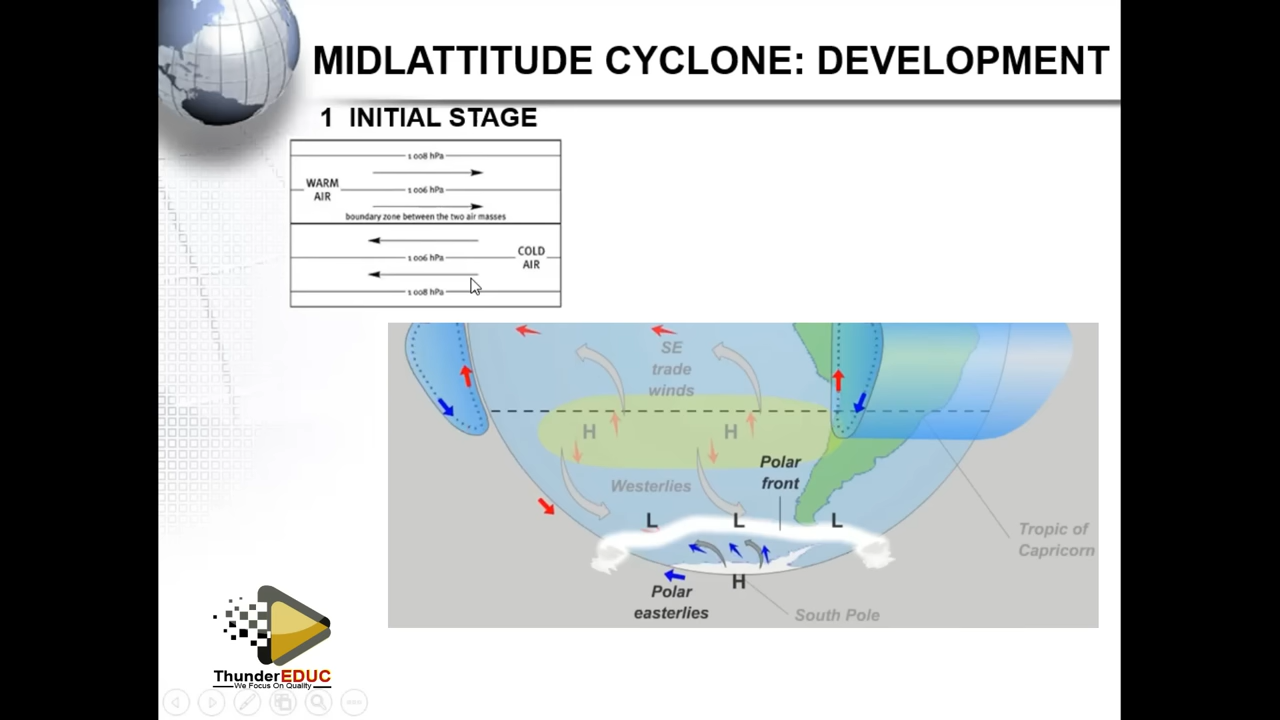 MIDLATTITUDE CYCLONE: DEVELOPMENT
1 INITIAL STAGE
1 008 hPa
WARM
AIR
1 006 hPa
boundary zone between the two air masses
COLD
AIR
1 006 hPa
1 008 hPa
SE
trade
winds
H
H
Polar
front
Westerlies
L
L
L
Tropic of
Capricorn
H
Polar
easterlies
South Pole
ThunderEDUC
We Focus On Quality